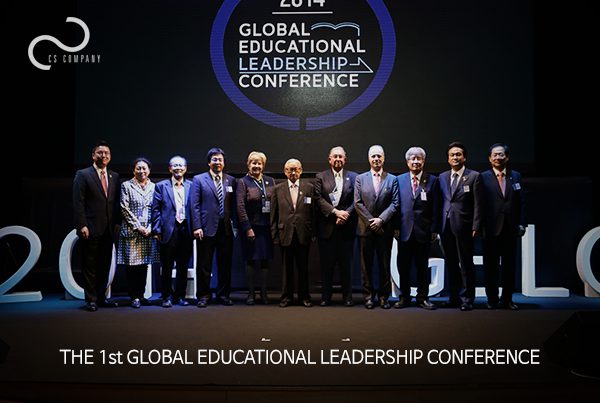 CS COMPANY
2014
GLOBAL
EDUCATIONAL
LEADERSHIP
CONFERENCE
THE 1st GLOBAL EDUCATIONAL LEADERSHIP CONFERENCE